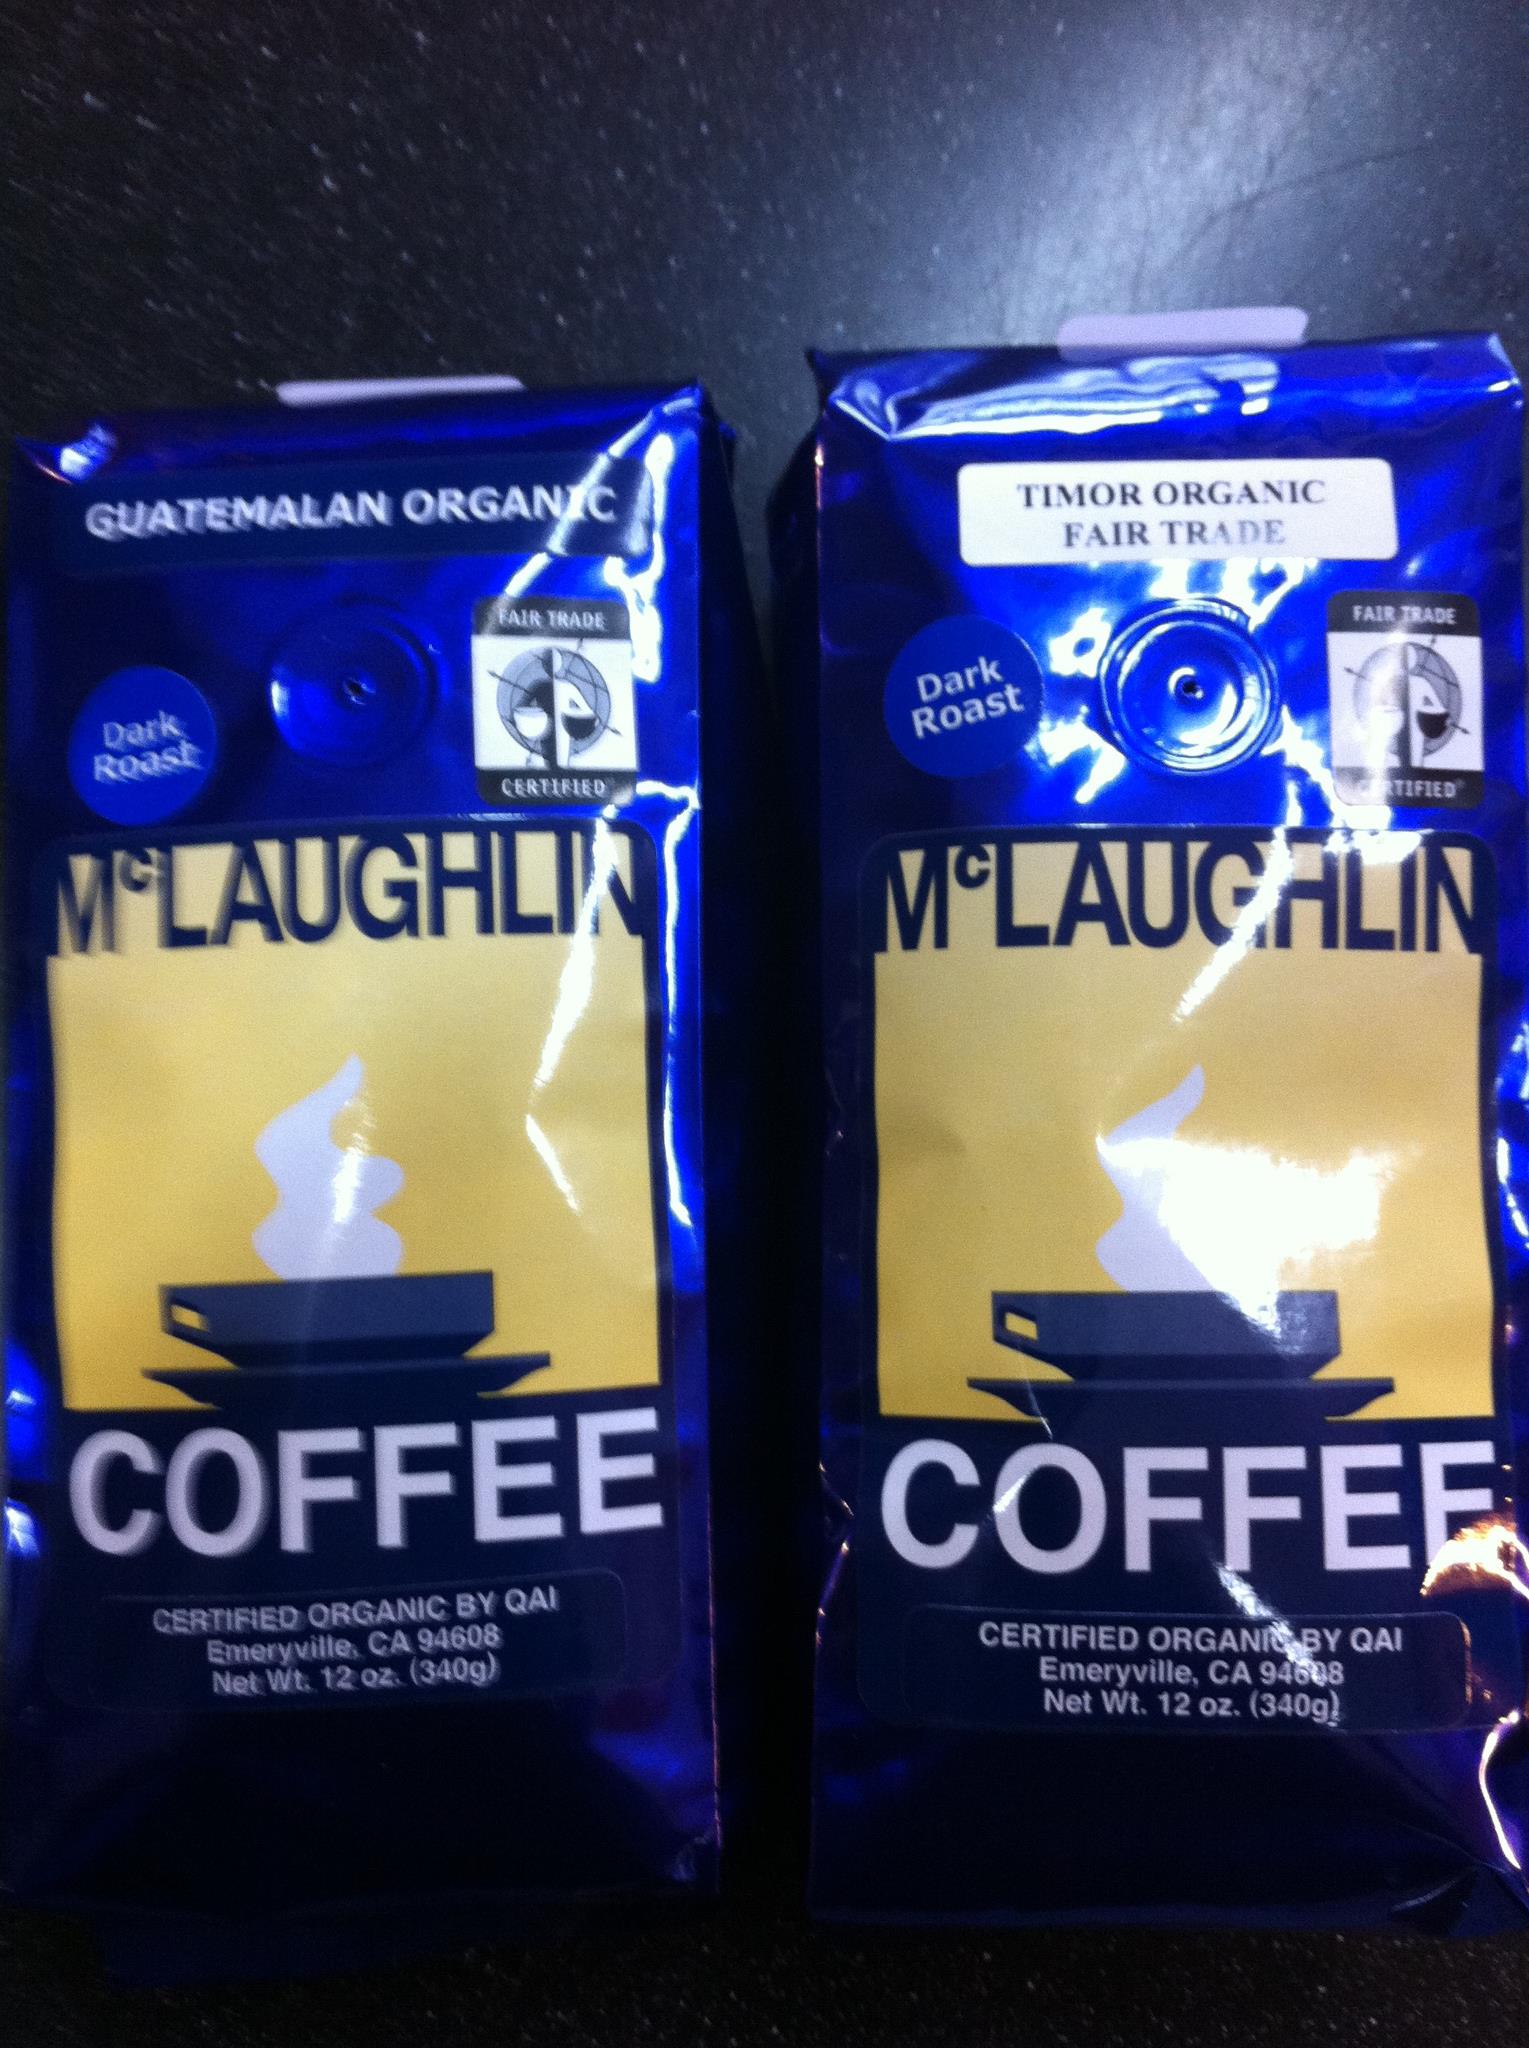 GUATEMALAN ORGANIC
FAIR TRADE
Dark
Roast
CERTIFIED
McLAUGHLIN
COFFEE
CERTIFIED ORGANIC BY QAI
Emeryville, CA 94608
Net Wt. 12 oz. (340g)
TIMOR ORGANIC
FAIR TRADE
FAIR TRADE
Dark
Roast
CERTIFIED
McLAUGHLIN
COFFEE
CERTIFIED ORGANIC BY QAI
Emeryville, CA 94608
Net Wt. 12 oz. (340g)